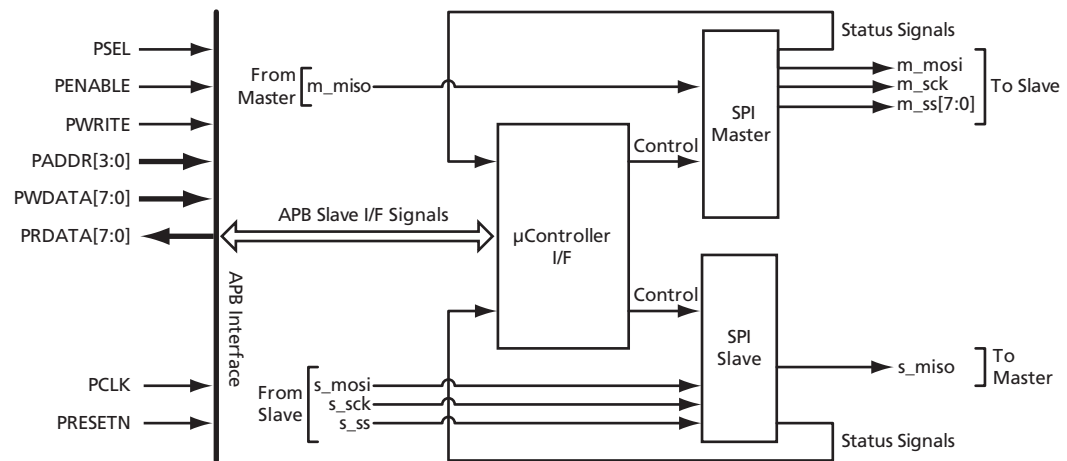 PSEL
PENABLE
PWRITE
PADDR[3:0]
PWDATA[7:0]
PRDATA[7:0]
PCLK
PRESETN
APB Interface
From
Master
m_miso
APB Slave I/F Signals
From
Slave
s_mosi
s_sck
s_ss
µController
I/F
Control
Control
SPI
Master
SPI
Slave
Status Signals
m_mosi
m_sck
m_ss[7:0]
To Slave
s_miso
To
Master
Status Signals